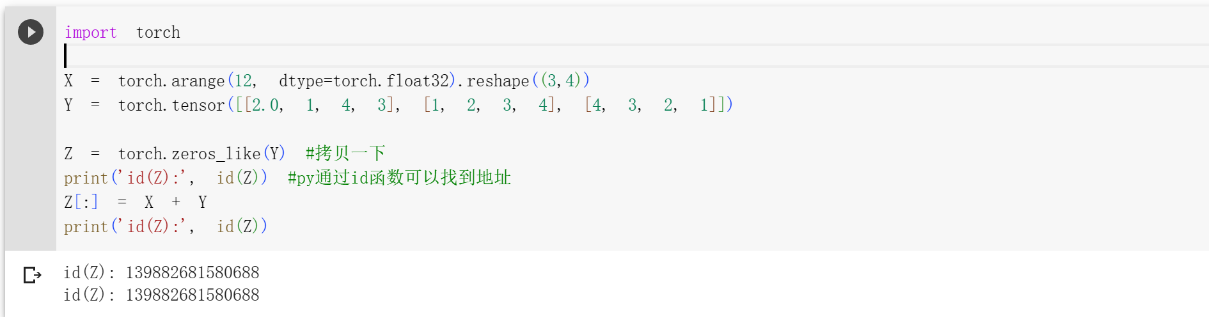 import torch
X = torch.arange(12, dtype=torch.float32).reshape((3,4))
Y = torch.tensor([[2.0, 1, 4, 3], [1, 2, 3, 4], [4, 3, 2, 1]])
Z = torch.zeros_like(Y) #拷贝一下
print('id(Z):', id(Z)) #py通过id函数可以找到地址
Z[:] = X + Y
print('id(Z):', id(Z))
id(Z): 139882681580688
id(Z): 139882681580688